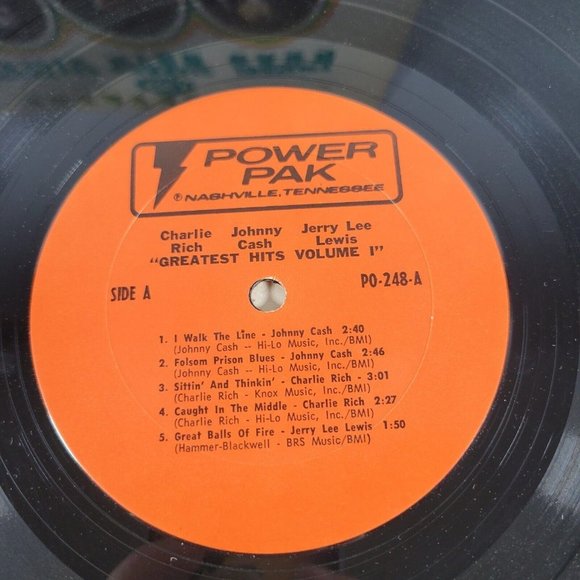 POWER
PAK
℗ NASHVILLE, TENNESSEE
Charlie Johnny Jerry Lee
Rich Cash Lewis
"GREATEST HITS VOLUME I"
SIDE A PO-248-A
1. I Walk The Line - Johnny Cash 2:40
(Johnny Cash -- Hi-Lo Music, Inc./BMI)
2. Folsom Prison Blues - Johnny Cash 2:46
(Johnny Cash -- Hi-Lo Music, Inc./BMI)
3. Sittin' And Thinkin' - Charlie Rich - 3:01
(Charlie Rich - Knox Music, Inc./BMI)
4. Caught In The Middle - Charlie Rich - 2:27
(Charlie Rich - Hi-Lo Music, Inc./BMI)
5. Great Balls Of Fire - Jerry Lee Lewis 1:50
(Hammer-Blackwell - BRS Music/BMI)